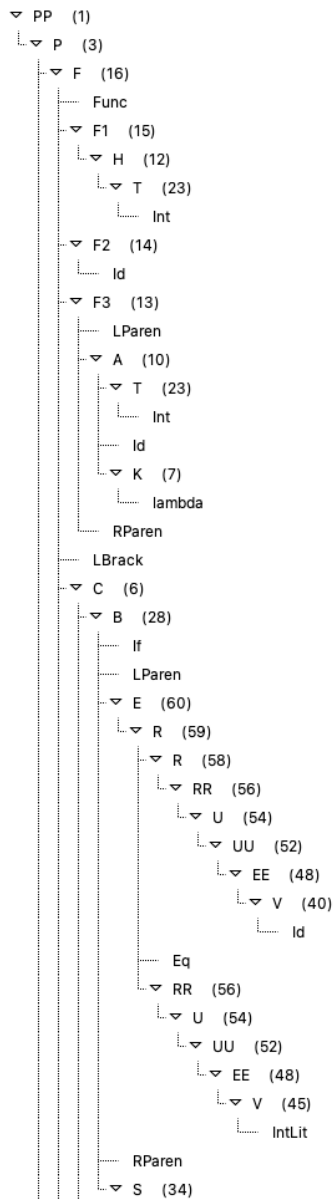 PP (1)
P (3)
F (16)
Func
F1 (15)
H (12)
T (23)
Int
F2 (14)
Id
F3 (13)
LParen
A (10)
T (23)
Int
Id
K (7)
lambda
RParen
LBrack
C (6)
B (28)
If
LParen
E (60)
R (59)
R (58)
RR (56)
U (54)
UU (52)
EE (48)
V (40)
Id
Eq
RR (56)
U (54)
UU (52)
EE (48)
V (45)
IntLit
RParen
S (34)